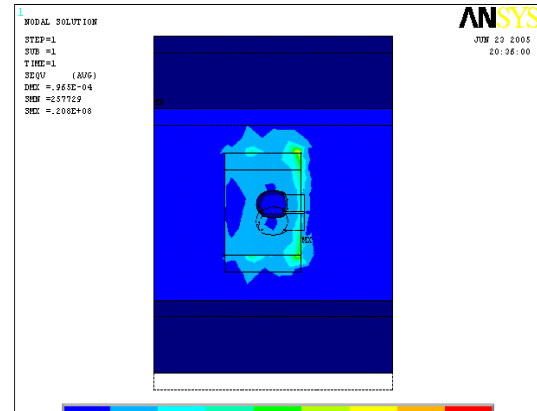 1
NODAL SOLUTION
STEP=1
SUB =1
TIME=1
SEQV (AVG)
DMX =.965E-04
SMN =257729
SMX =.208E+08
ANSYS
JUN 23 2005
20:36:00
MX